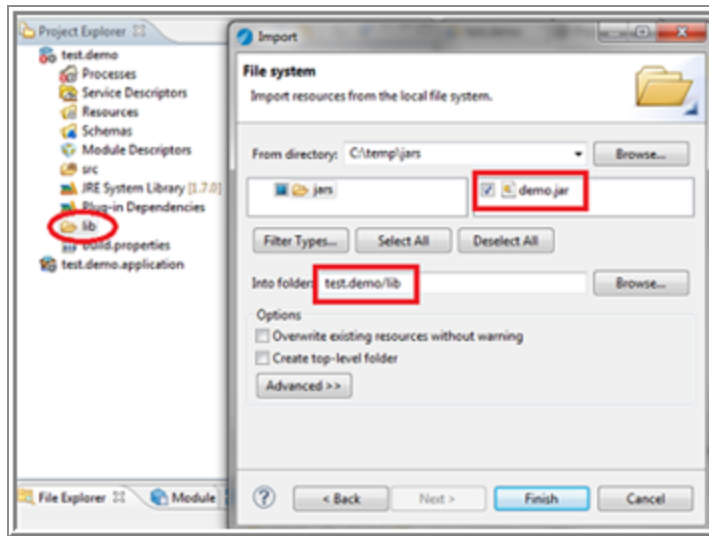 Project Explorer
test.demo
Processes
Service Descriptors
Resources
Schemas
Module Descriptors
src
JRE System Library [1.7.0]
Plug-in Dependencies
lib
build.properties
test.demo.application
File Explorer
Module
Import
File system
Import resources from the local file system.
From directory: C:\temp\jars
Browse...
jars
demo.jar
Filter Types...
Select All
Deselect All
Into folder: test.demo/lib
Browse...
Options
Overwrite existing resources without warning
Create top-level folder
Advanced >>
?
< Back
Next >
Finish
Cancel